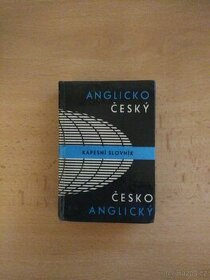 ANGLICKO
ČESKÝ
KAPESNÍ SLOVNÍK
ČESKO
ANGLICKÝ